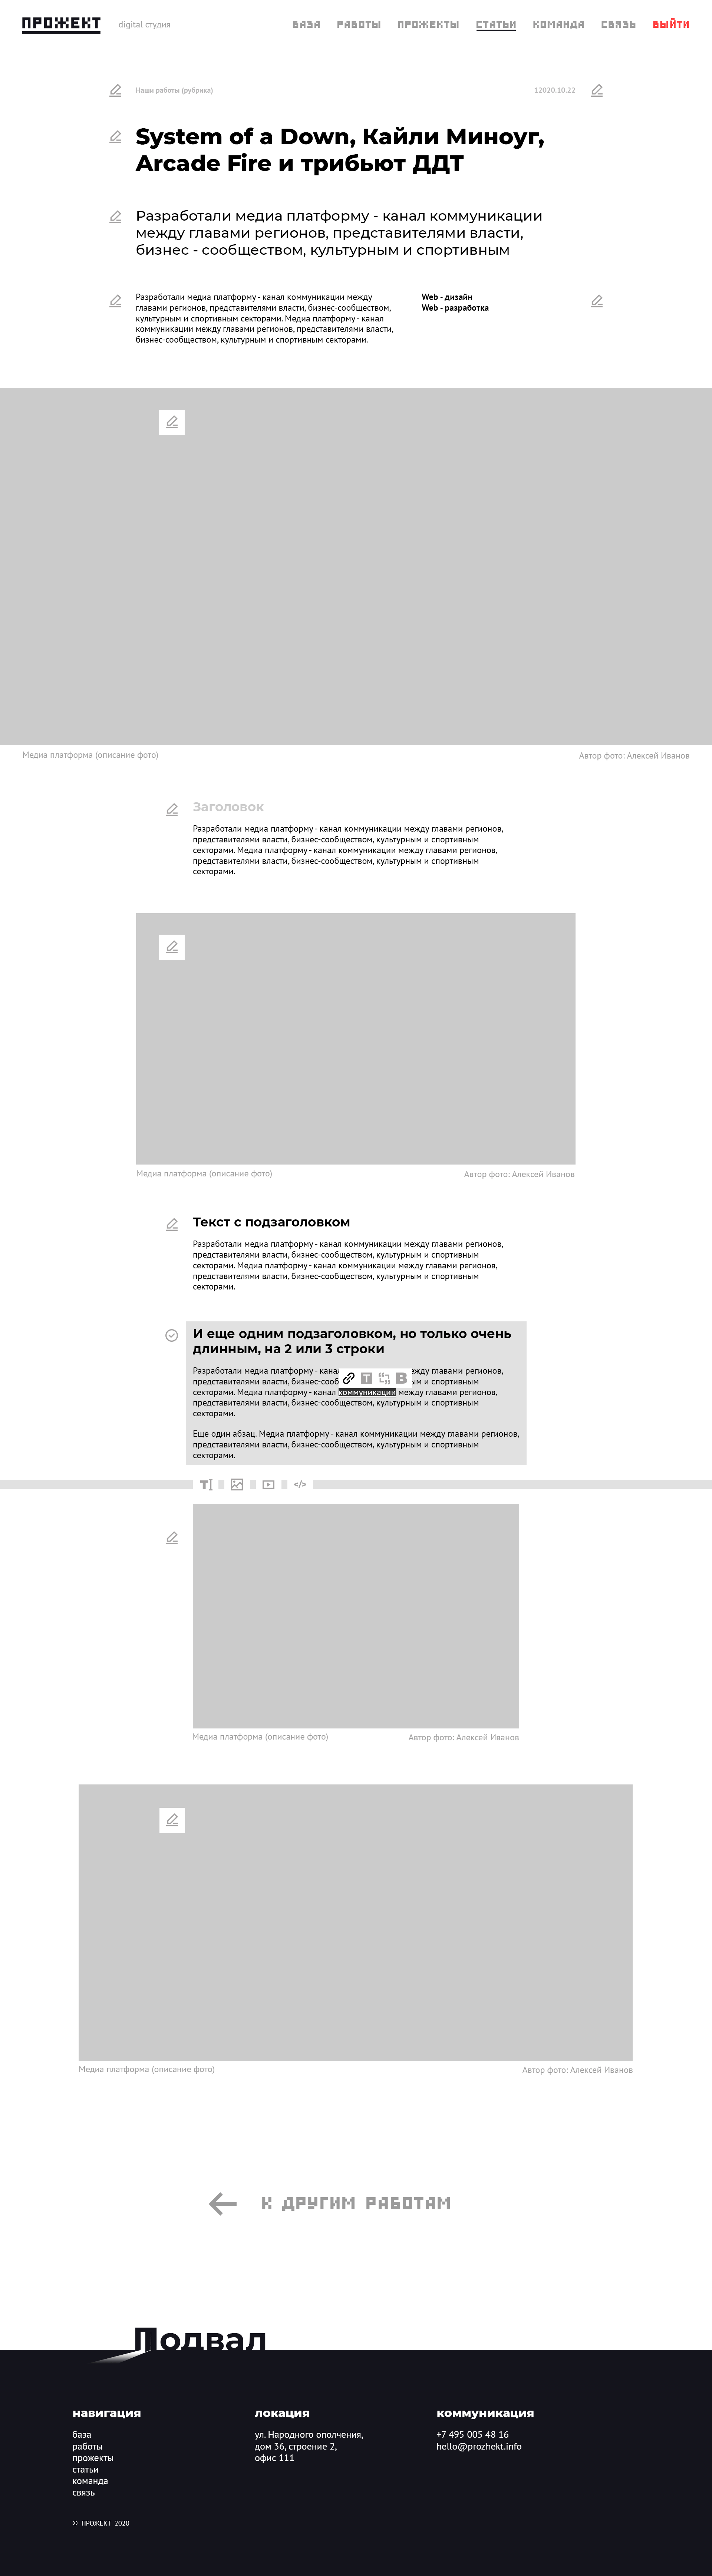 ПРОЖЕКТ digital студия БАЗА РАБОТЫ ПРОЖЕКТЫ СТАТЬИ КОМАНДА СВЯЗЬ ВЫЙТИ
Наши работы (рубрика) 12020.10.22
System of a Down, Кайли Миноуг,
Arcade Fire и трибьют ДДТ
Разработали медиа платформу - канал коммуникации
между главами регионов, представителями власти,
бизнес - сообществом, культурным и спортивным
Разработали медиа платформу - канал коммуникации между
главами регионов, представителями власти, бизнес-сообществом,
культурным и спортивным секторами. Медиа платформу - канал
коммуникации между главами регионов, представителями власти,
бизнес-сообществом, культурным и спортивным секторами.
Web - дизайн
Web - разработка
Медиа платформа (описание фото) Автор фото: Алексей Иванов
Заголовок
Разработали медиа платформу - канал коммуникации между главами регионов,
представителями власти, бизнес-сообществом, культурным и спортивным
секторами. Медиа платформу - канал коммуникации между главами регионов,
представителями власти, бизнес-сообществом, культурным и спортивным
секторами.
Медиа платформа (описание фото) Автор фото: Алексей Иванов
Текст с подзаголовком
Разработали медиа платформу - канал коммуникации между главами регионов,
представителями власти, бизнес-сообществом, культурным и спортивным
секторами. Медиа платформу - канал коммуникации между главами регионов,
представителями власти, бизнес-сообществом, культурным и спортивным
секторами.
И еще одним подзаголовком, но только очень
длинным, на 2 или 3 строки
Разработали медиа платформу - между главами регионов,
представителями власти, и спортивным
секторами. Медиа платформу - канал коммуникации между главами регионов,
представителями власти, бизнес-сообществом, культурным и спортивным
секторами.
Еще один абзац. Медиа платформу - канал коммуникации между главами регионов,
представителями власти, бизнес-сообществом, культурным и спортивным
секторами.
Медиа платформа (описание фото) Автор фото: Алексей Иванов
Медиа платформа (описание фото) Автор фото: Алексей Иванов
К ДРУГИМ РАБОТАМ
Подвал
навигация
база
работы
прожекты
статьи
команда
связь
локация
ул. Народного ополчения,
дом 36, строение 2,
офис 111
коммуникация
+7 495 005 48 16
hello@prozhekt.info
© ПРОЖЕКТ 2020